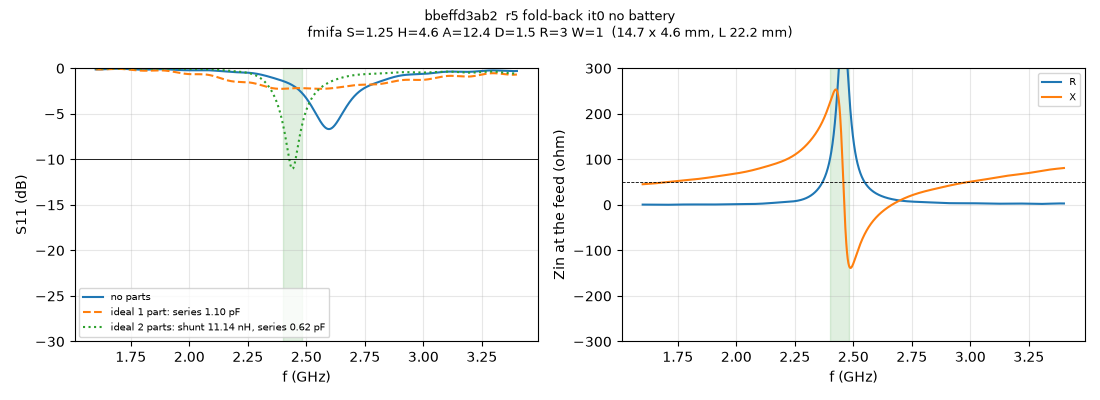 bbeffd3ab2  r5 fold-back it0 no battery
fmifa S=1.25 H=4.6 A=12.4 D=1.5 R=3 W=1  (14.7 x 4.6 mm, L 22.2 mm)
S11 (dB)
0
−5
−10
−15
−20
−25
−30
no parts
ideal 1 part: series 1.10 pF
ideal 2 parts: shunt 11.14 nH, series 0.62 pF
1.75 2.00 2.25 2.50 2.75 3.00 3.25
f (GHz)
Zin at the feed (ohm)
300
200
100
0
−100
−200
−300
R
X
1.75 2.00 2.25 2.50 2.75 3.00 3.25
f (GHz)